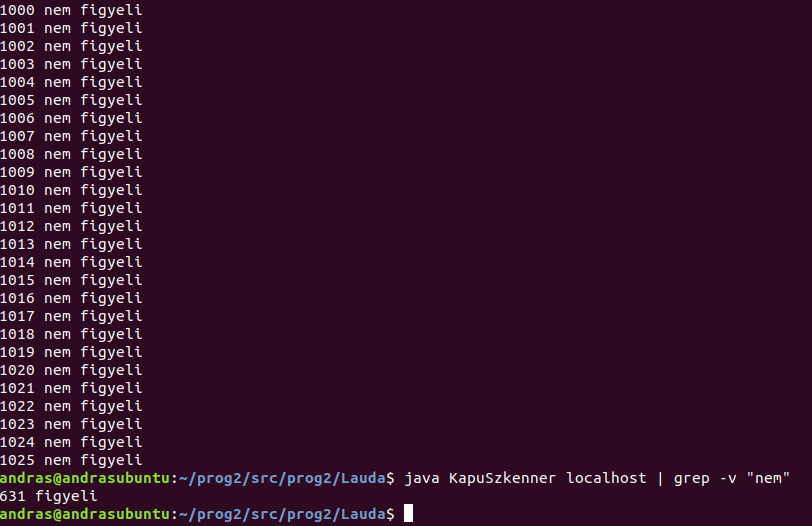 1000 nem figyeli
1001 nem figyeli
1002 nem figyeli
1003 nem figyeli
1004 nem figyeli
1005 nem figyeli
1006 nem figyeli
1007 nem figyeli
1008 nem figyeli
1009 nem figyeli
1010 nem figyeli
1011 nem figyeli
1012 nem figyeli
1013 nem figyeli
1014 nem figyeli
1015 nem figyeli
1016 nem figyeli
1017 nem figyeli
1018 nem figyeli
1019 nem figyeli
1020 nem figyeli
1021 nem figyeli
1022 nem figyeli
1023 nem figyeli
1024 nem figyeli
1025 nem figyeli
andras@andrasubuntu:~/prog2/src/prog2/Lauda$ java KapuSzkenner localhost | grep -v "nem"
631 figyeli
andras@andrasubuntu:~/prog2/src/prog2/Lauda$